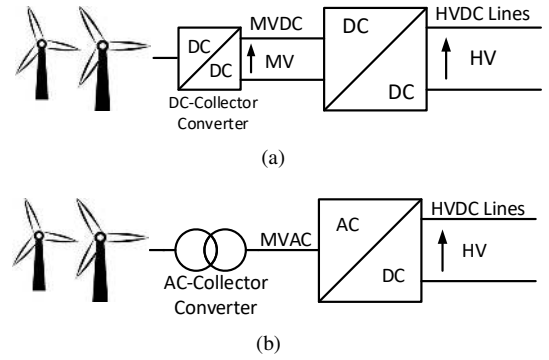 MVDC
HVDC Lines
DC
DC
MV
DC
DC
HV
DC-Collector
Converter
(a)
HVDC Lines
MVAC
AC
DC
HV
AC-Collector
Converter
(b)